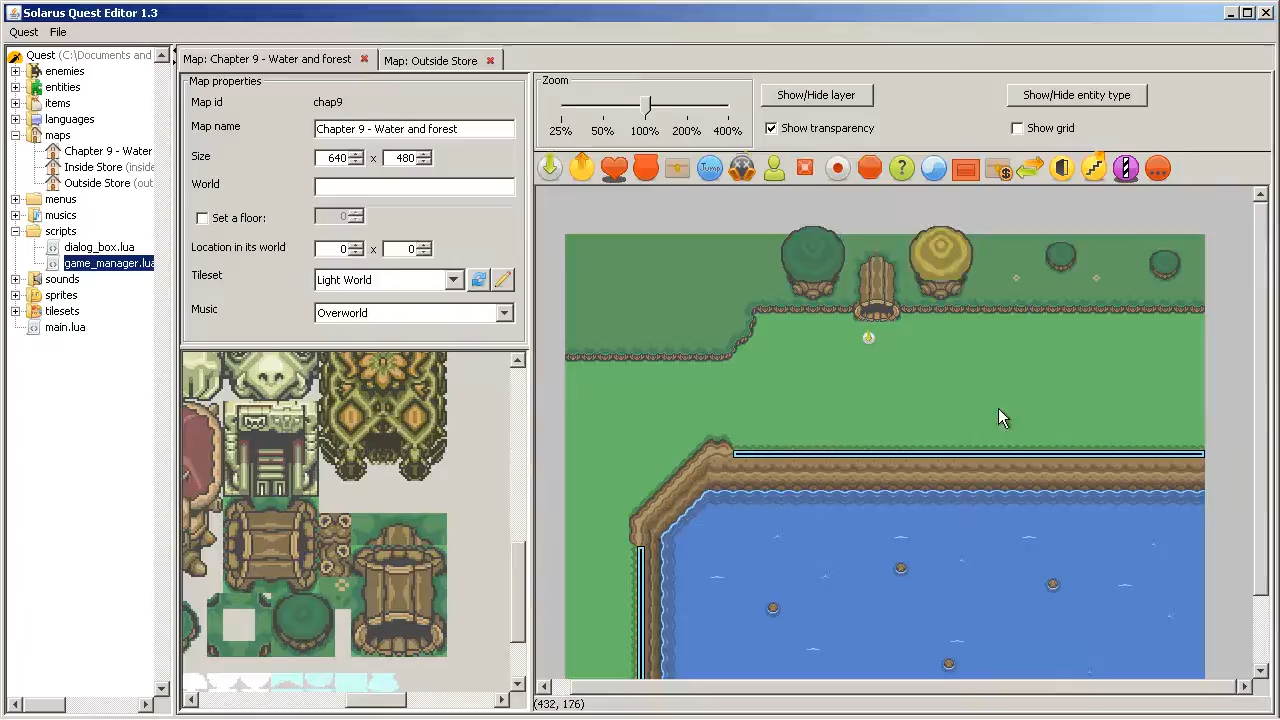 Solarus Quest Editor 1.3
Quest File
Quest (C:\Documents and
enemies
entities
items
languages
maps
Chapter 9 - Water
Inside Store (inside
Outside Store (out
menus
musics
scripts
dialog_box.lua
game_manager.lua
sounds
sprites
tilesets
main.lua
Map: Chapter 9 - Water and forest
Map: Outside Store
Map properties
Map id chap9
Map name Chapter 9 - Water and forest
Size 640 x 480
World
Set a floor: 0
Location in its world 0 x 0
Tileset Light World
Music Overworld
Zoom
25% 50% 100% 200% 400%
Show/Hide layer
Show/Hide entity type
Show transparency
Show grid
Jump
?
$
(432, 176)